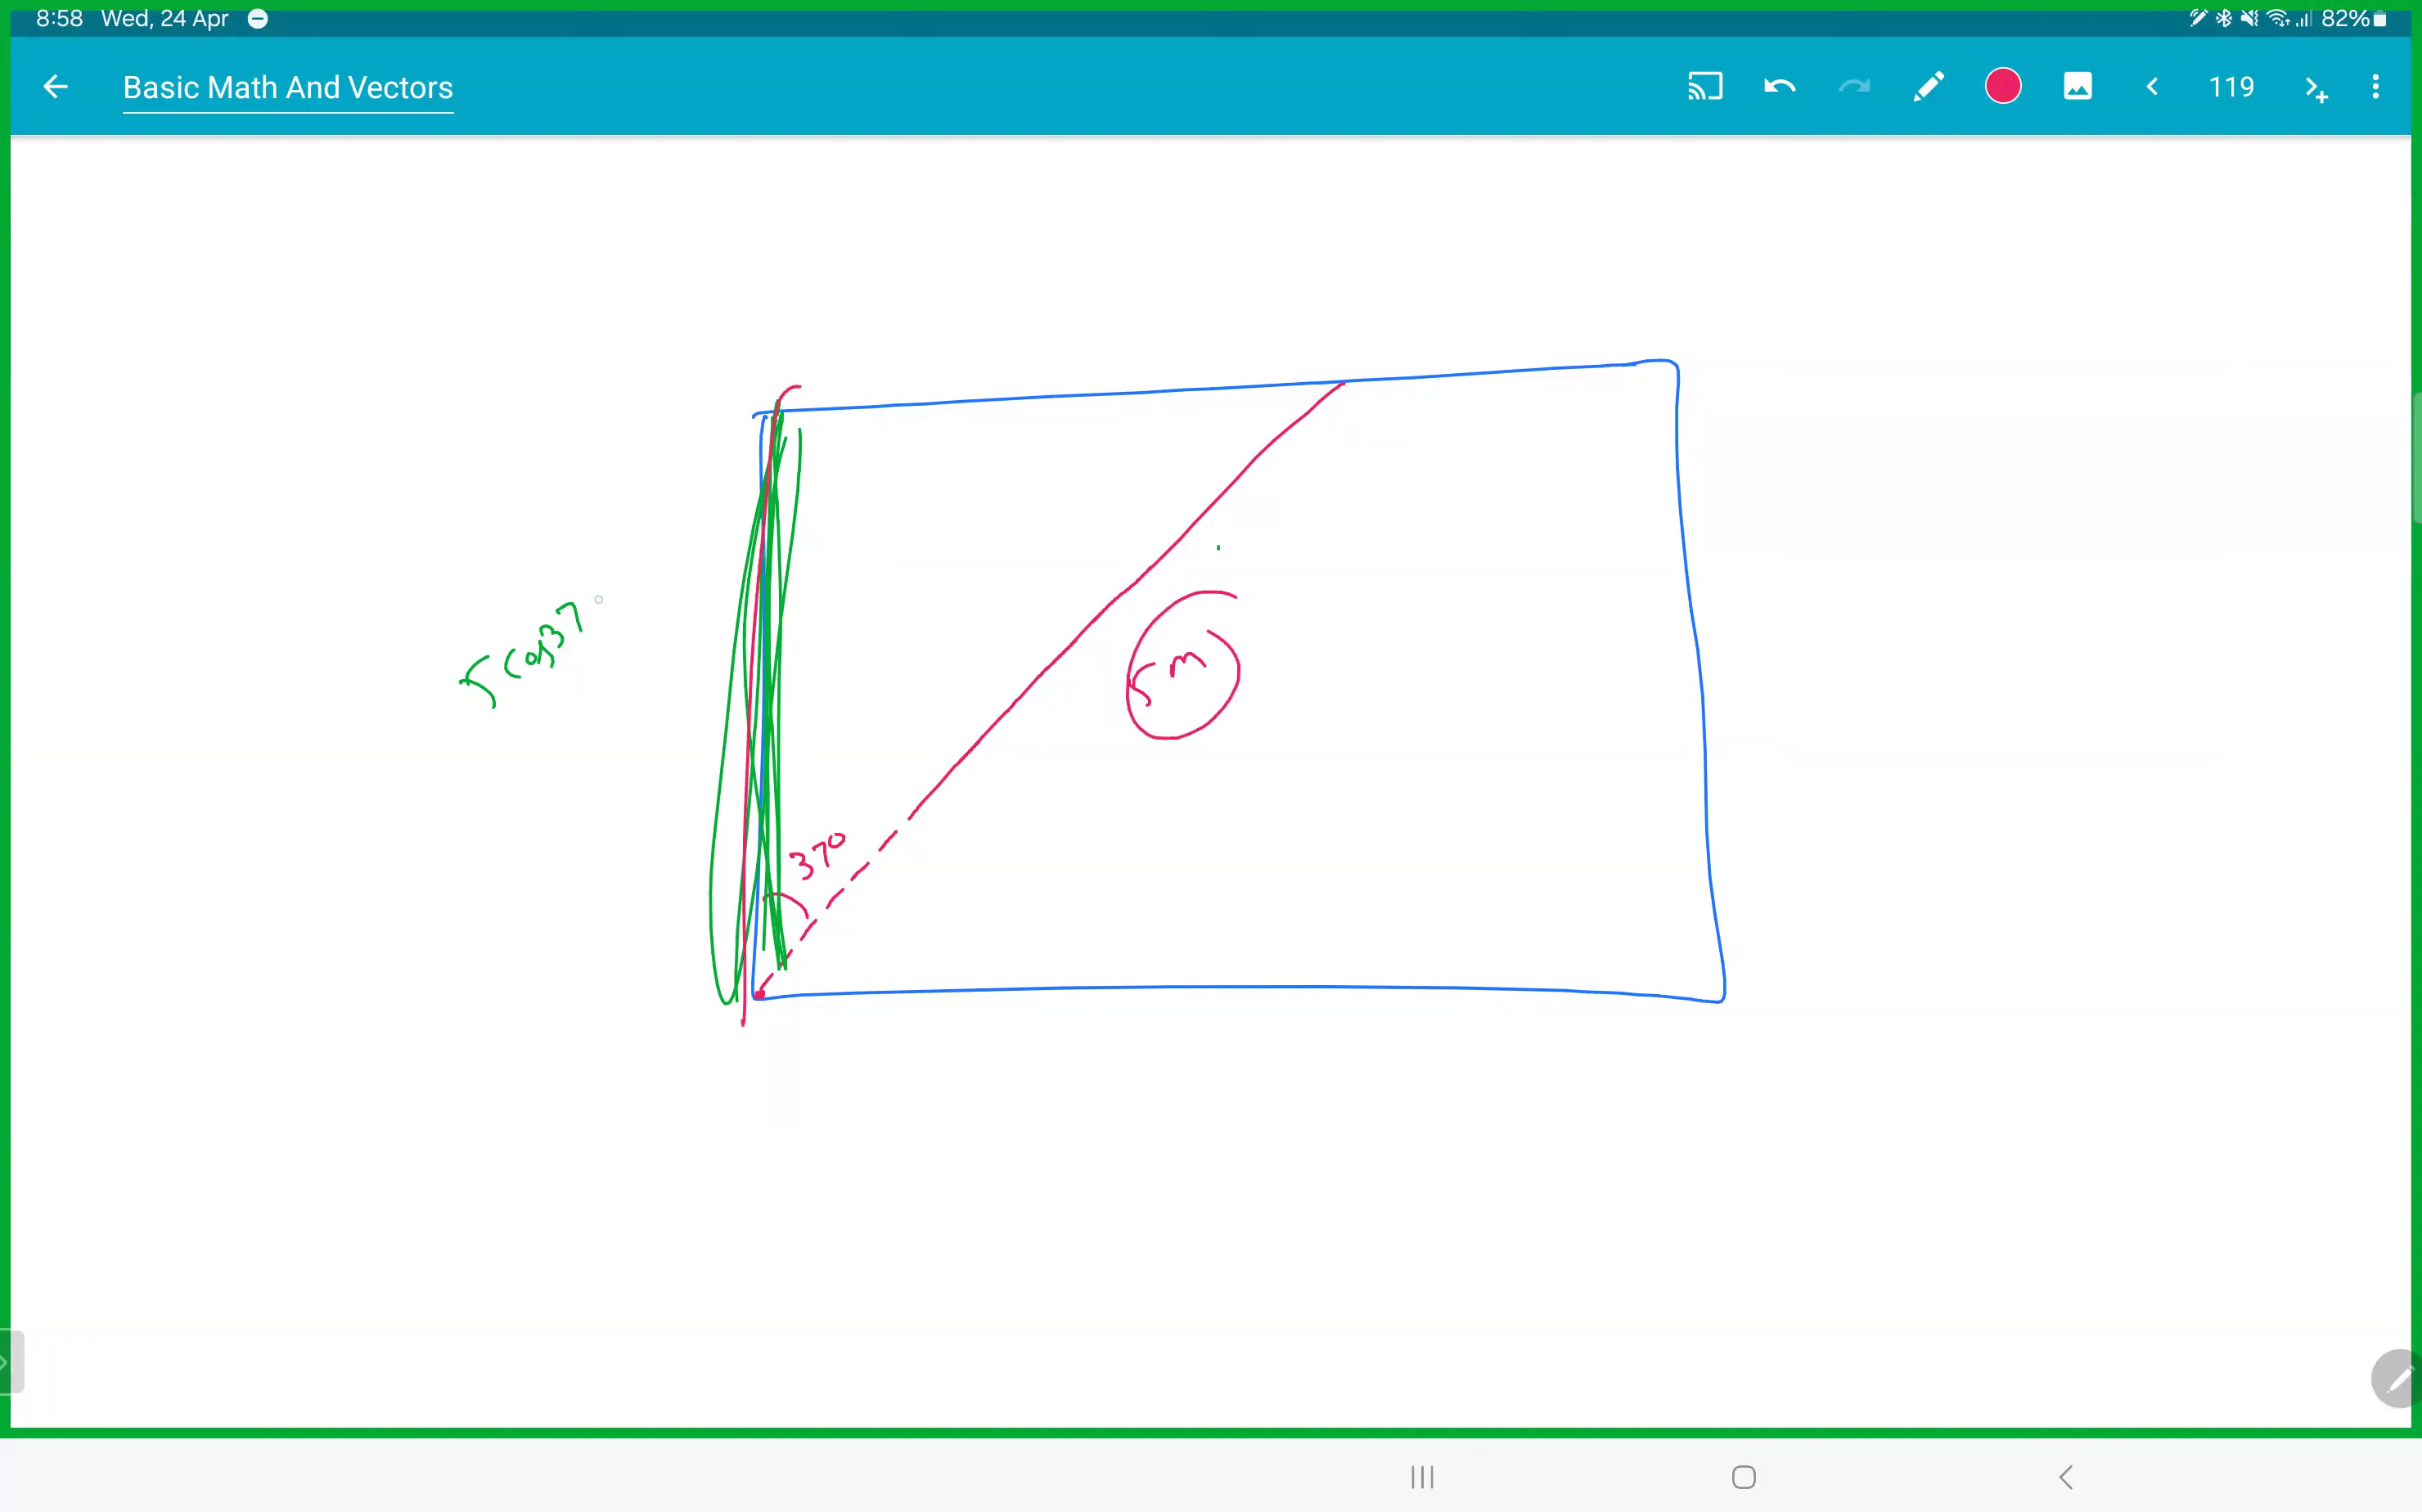 8:58 Wed, 24 Apr 82%
Basic Math And Vectors 119
5 cos37°
5m
37°